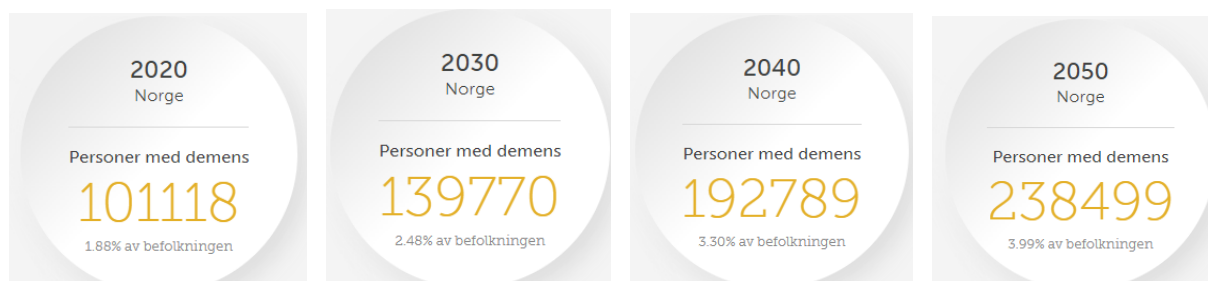 2020
Norge
Personer med demens
101118
1.88% av befolkningen
2030
Norge
Personer med demens
139770
2.48% av befolkningen
2040
Norge
Personer med demens
192789
3.30% av befolkningen
2050
Norge
Personer med demens
238499
3.99% av befolkningen